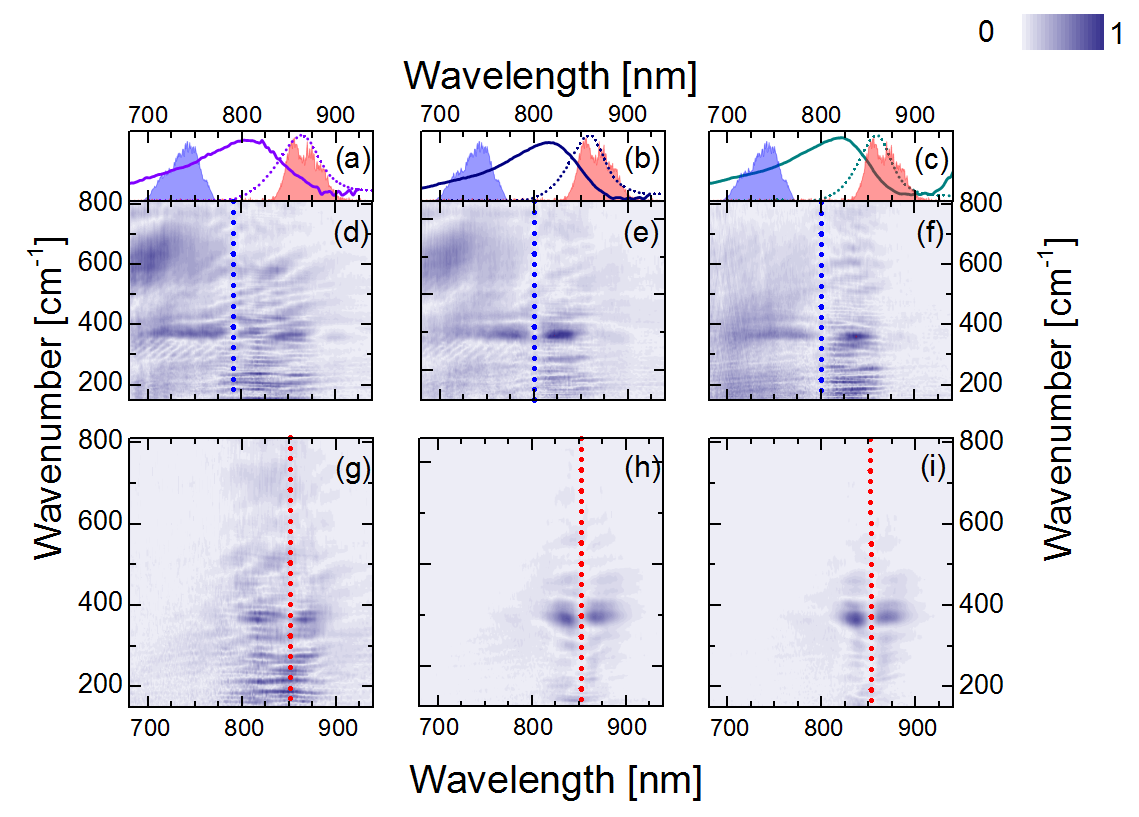 0 1
Wavelength [nm]
700 800 900 700 800 900 700 800 900
(a) (b) (c)
800 800
(d) (e) (f)
600 600
400 400
200 200
Wavenumber [cm-1]
Wavenumber [cm-1]
800 800
(g) (h) (i)
600 600
400 400
200 200
700 800 900 700 800 900 700 800 900
Wavelength [nm]